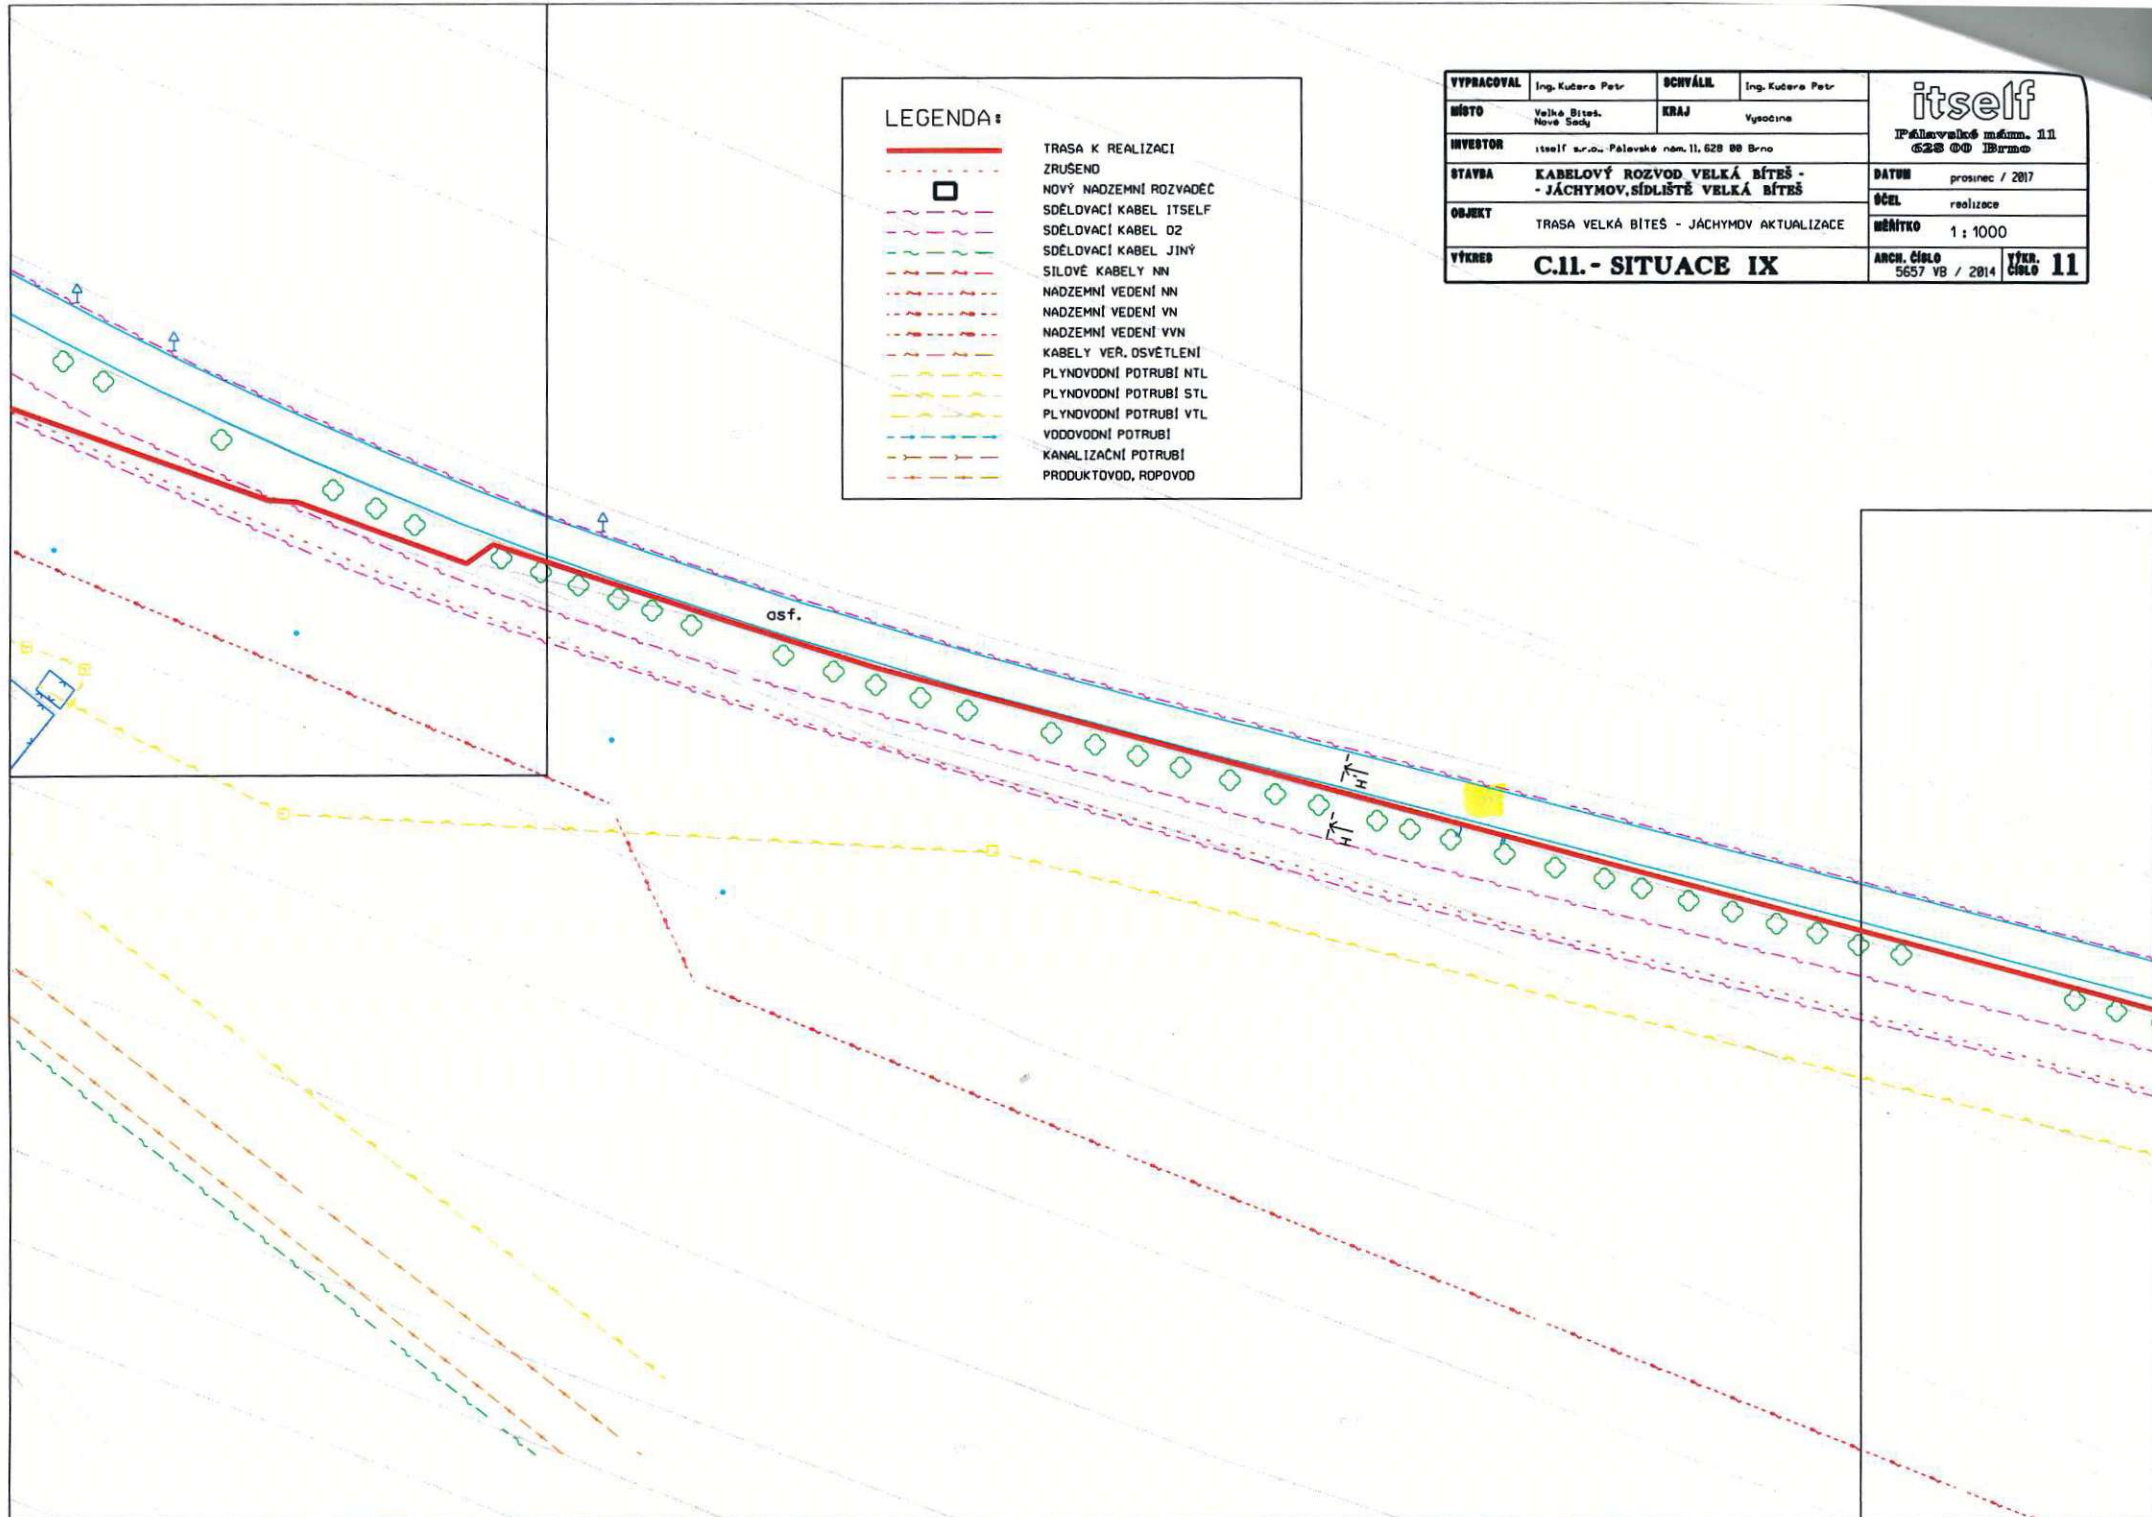 LEGENDA:
TRASA K REALIZACI
ZRUŠENO
NOVÝ NADZEMNÍ ROZVADĚČ
SDĚLOVACÍ KABEL ITSELF
SDĚLOVACÍ KABEL O2
SDĚLOVACÍ KABEL JINÝ
SILOVÉ KABELY NN
NADZEMNÍ VEDENÍ NN
NADZEMNÍ VEDENÍ VN
NADZEMNÍ VEDENÍ VVN
KABELY VEŘ. OSVĚTLENÍ
PLYNOVODNÍ POTRUBÍ NTL
PLYNOVODNÍ POTRUBÍ STL
PLYNOVODNÍ POTRUBÍ VTL
VODOVODNÍ POTRUBÍ
KANALIZAČNÍ POTRUBÍ
PRODUKTOVOD, ROPOVOD
VYPRACOVAL Ing. Kučera Petr SCHVÁLIL Ing. Kučera Petr
MÍSTO Velká Bíteš, Nové Sady KRAJ Vysočina
INVESTOR itself s.r.o., Pálavské nám. 11, 628 00 Brno
STAVBA KABELOVÝ ROZVOD VELKÁ BÍTEŠ -
- JÁCHYMOV, SÍDLIŠTĚ VELKÁ BÍTEŠ
OBJEKT TRASA VELKÁ BÍTEŠ - JÁCHYMOV AKTUALIZACE
VÝKRES C.11. - SITUACE IX
itself
Pálavské nám. 11
628 00 Brno
DATUM prosinec / 2017
ÚČEL realizace
MĚŘÍTKO 1 : 1000
ARCH. ČÍSLO 5657 VB / 2014 VÝKR. ČÍSLO 11
asf.
H'
H